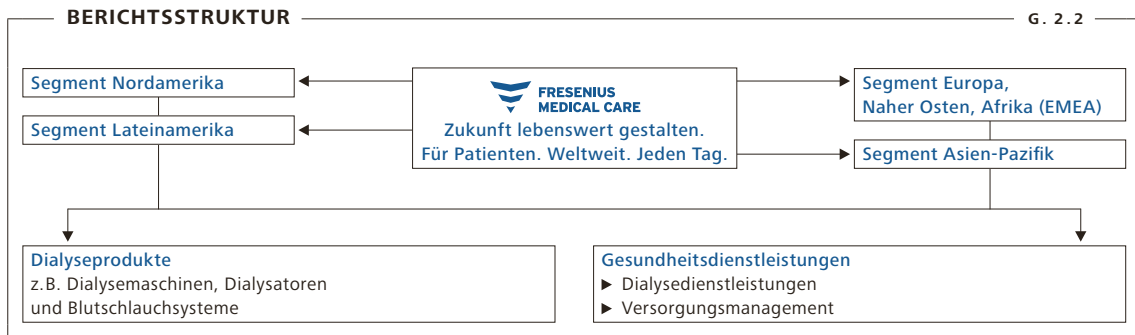 BERICHTSSTRUKTUR
G. 2.2
Segment Nordamerika
Segment Lateinamerika
FRESENIUS
MEDICAL CARE
Zukunft lebenswert gestalten.
Für Patienten. Weltweit. Jeden Tag.
Segment Europa,
Naher Osten, Afrika (EMEA)
Segment Asien-Pazifik
Dialyseprodukte
z.B. Dialysemaschinen, Dialysatoren
und Blutschlauchsysteme
Gesundheitsdienstleistungen
▶ Dialysedienstleistungen
▶ Versorgungsmanagement